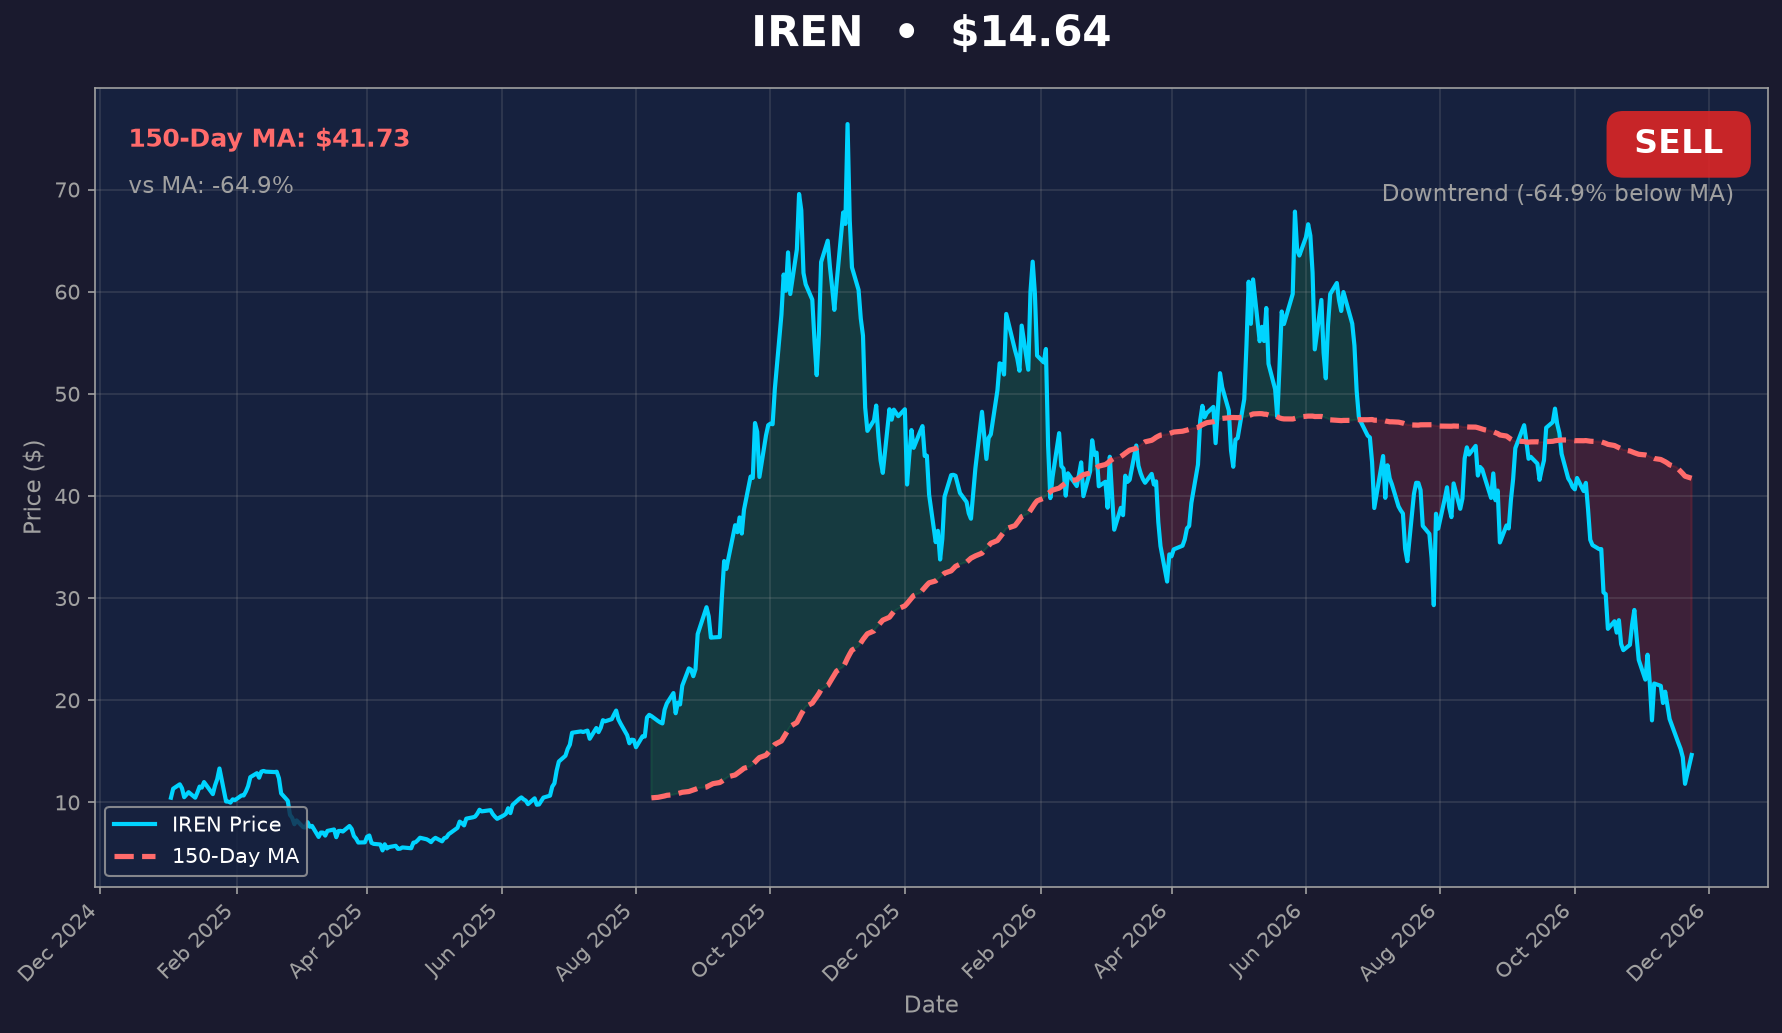 IREN • $14.64
150-Day MA: $41.73
vs MA: -64.9%
SELL
Downtrend (-64.9% below MA)
Price ($)
70
60
50
40
30
20
10
IREN Price
150-Day MA
Dec 2024
Feb 2025
Apr 2025
Jun 2025
Aug 2025
Oct 2025
Dec 2025
Feb 2026
Apr 2026
Jun 2026
Aug 2026
Oct 2026
Dec 2026
Date